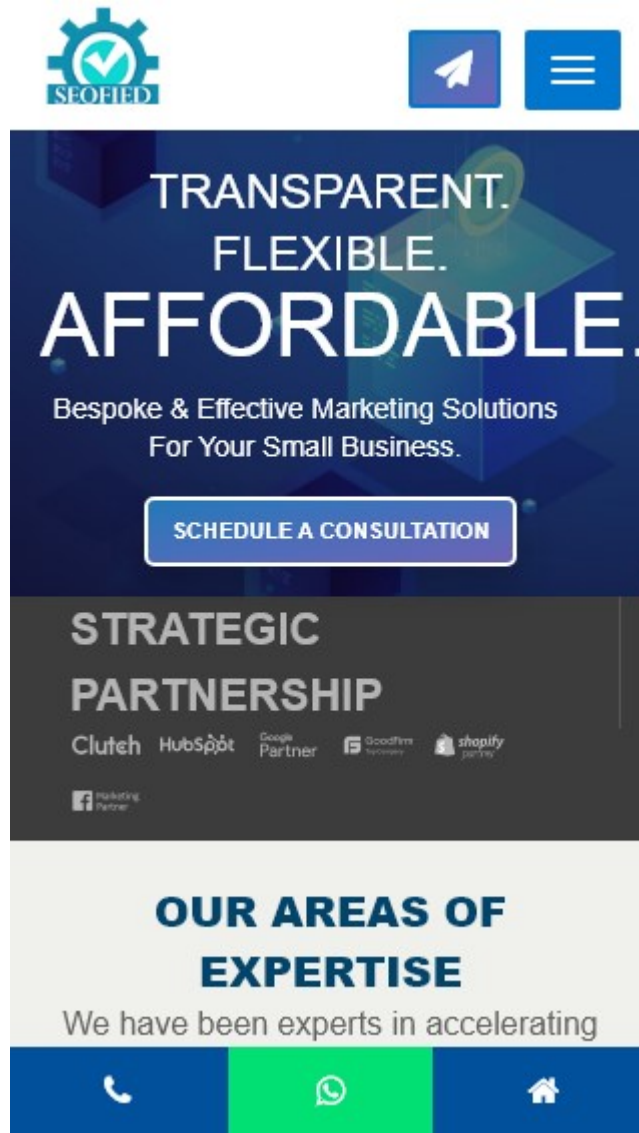 SEOFIED
TRANSPARENT.
FLEXIBLE.
AFFORDABLE.
Bespoke & Effective Marketing Solutions
For Your Small Business.
SCHEDULE A CONSULTATION
STRATEGIC
PARTNERSHIP
Clutch HubSpot Google Partner GoodFirm shopify partner
Marketing Partner
OUR AREAS OF
EXPERTISE
We have been experts in accelerating